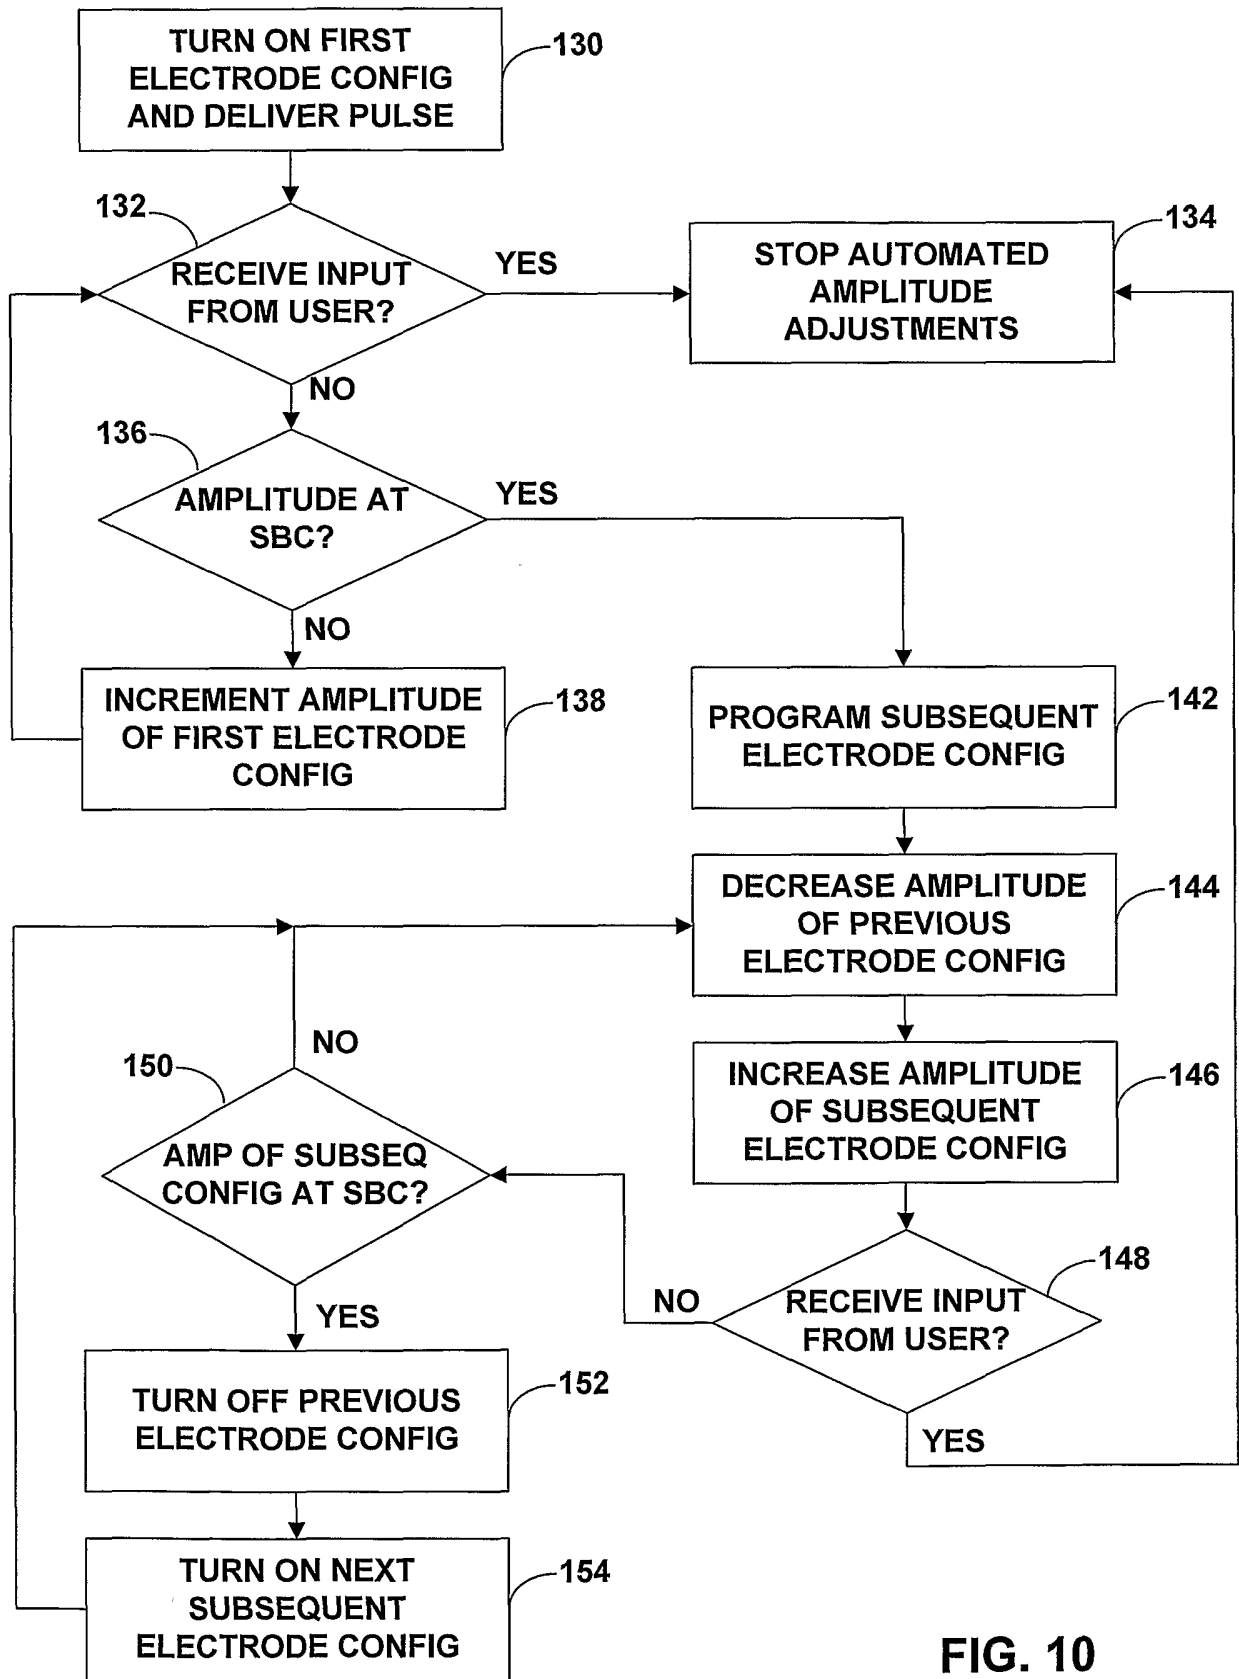 TURN ON FIRST
ELECTRODE CONFIG
AND DELIVER PULSE
130
132
RECEIVE INPUT
FROM USER?
YES
NO
STOP AUTOMATED
AMPLITUDE
ADJUSTMENTS
134
136
AMPLITUDE AT
SBC?
YES
NO
INCREMENT AMPLITUDE
OF FIRST ELECTRODE
CONFIG
138
PROGRAM SUBSEQUENT
ELECTRODE CONFIG
142
DECREASE AMPLITUDE
OF PREVIOUS
ELECTRODE CONFIG
144
INCREASE AMPLITUDE
OF SUBSEQUENT
ELECTRODE CONFIG
146
RECEIVE INPUT
FROM USER?
148
NO
YES
150
AMP OF SUBSEQ
CONFIG AT SBC?
NO
YES
TURN OFF PREVIOUS
ELECTRODE CONFIG
152
TURN ON NEXT
SUBSEQUENT
ELECTRODE CONFIG
154
FIG. 10